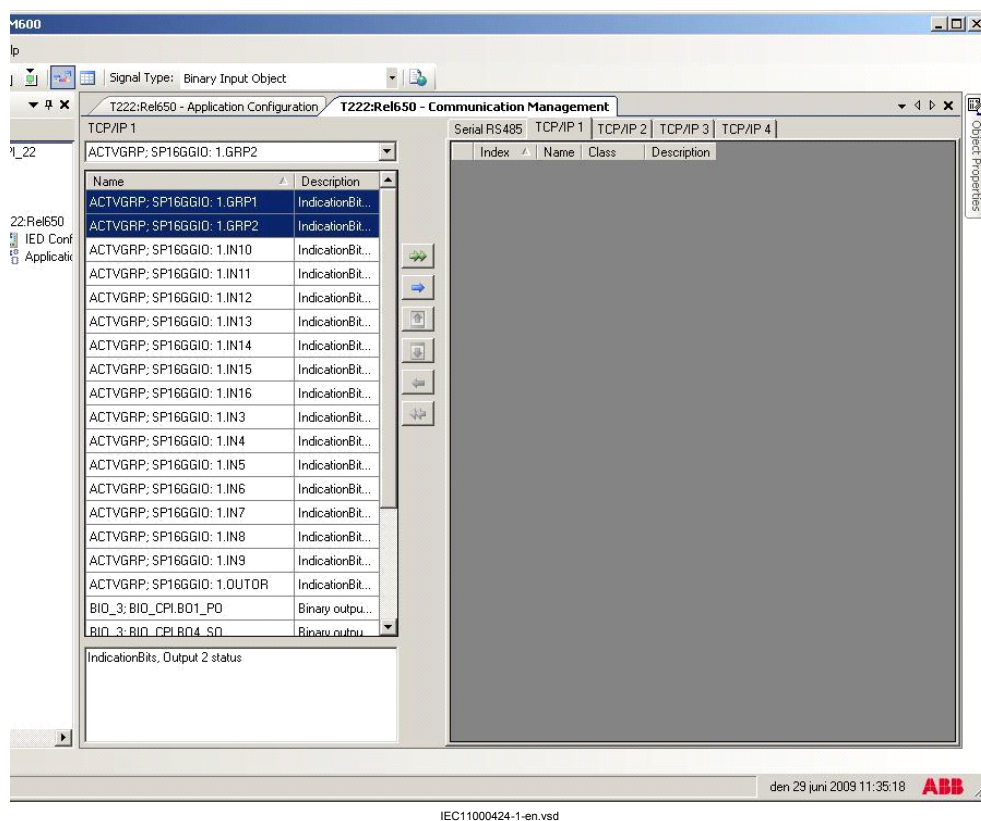 M600
lp
Signal Type: Binary Input Object
T222:Rel650 - Application Configuration
T222:Rel650 - Communication Management
TCP/IP 1
Serial RS485
TCP/IP 1
TCP/IP 2
TCP/IP 3
TCP/IP 4
Object Properties
PI_22
22:Rel650
IED Conf
Applicatic
ACTVGRP; SP16GGIO: 1.GRP2
Index Name Class Description
Name Description
ACTVGRP; SP16GGIO: 1.GRP1 IndicationBit...
ACTVGRP; SP16GGIO: 1.GRP2 IndicationBit...
ACTVGRP; SP16GGIO: 1.IN10 IndicationBit...
ACTVGRP; SP16GGIO: 1.IN11 IndicationBit...
ACTVGRP; SP16GGIO: 1.IN12 IndicationBit...
ACTVGRP; SP16GGIO: 1.IN13 IndicationBit...
ACTVGRP; SP16GGIO: 1.IN14 IndicationBit...
ACTVGRP; SP16GGIO: 1.IN15 IndicationBit...
ACTVGRP; SP16GGIO: 1.IN16 IndicationBit...
ACTVGRP; SP16GGIO: 1.IN3 IndicationBit...
ACTVGRP; SP16GGIO: 1.IN4 IndicationBit...
ACTVGRP; SP16GGIO: 1.IN5 IndicationBit...
ACTVGRP; SP16GGIO: 1.IN6 IndicationBit...
ACTVGRP; SP16GGIO: 1.IN7 IndicationBit...
ACTVGRP; SP16GGIO: 1.IN8 IndicationBit...
ACTVGRP; SP16GGIO: 1.IN9 IndicationBit...
ACTVGRP; SP16GGIO: 1.OUTOR IndicationBit...
BIO_3; BIO_CPI.BO1_PO Binary outpu...
BIO_3; BIO_CPI.BO4_SO Binary outpu...
IndicationBits, Output 2 status
den 29 juni 2009 11:35:18 ABB
IEC11000424-1-en.vsd